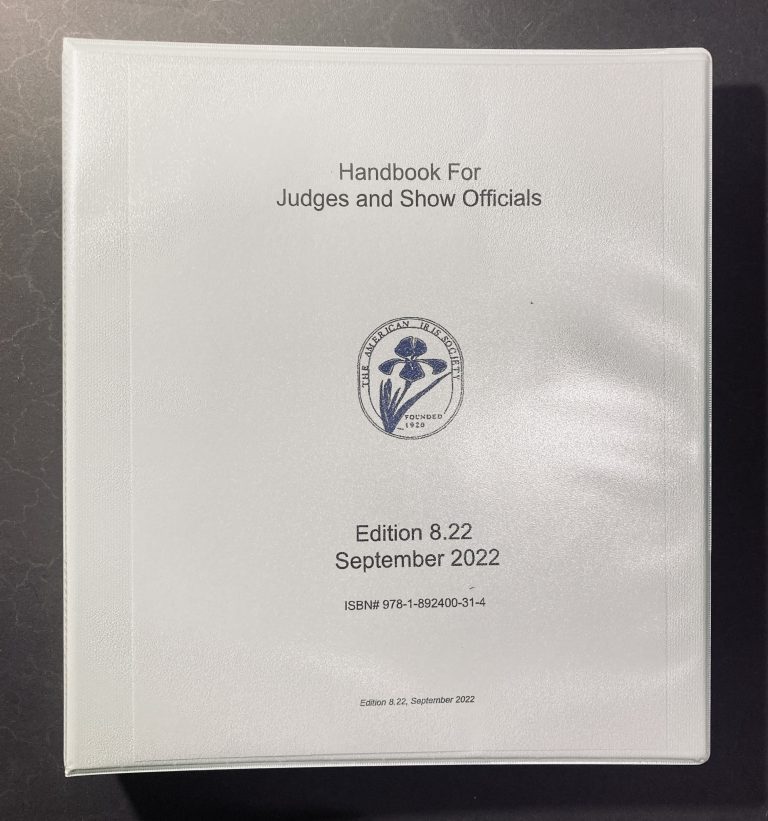 Handbook For
Judges and Show Officials
THE AMERICAN IRIS SOCIETY
FOUNDED
1920
Edition 8.22
September 2022
ISBN# 978-1-892400-31-4
Edition 8.22, September 2022